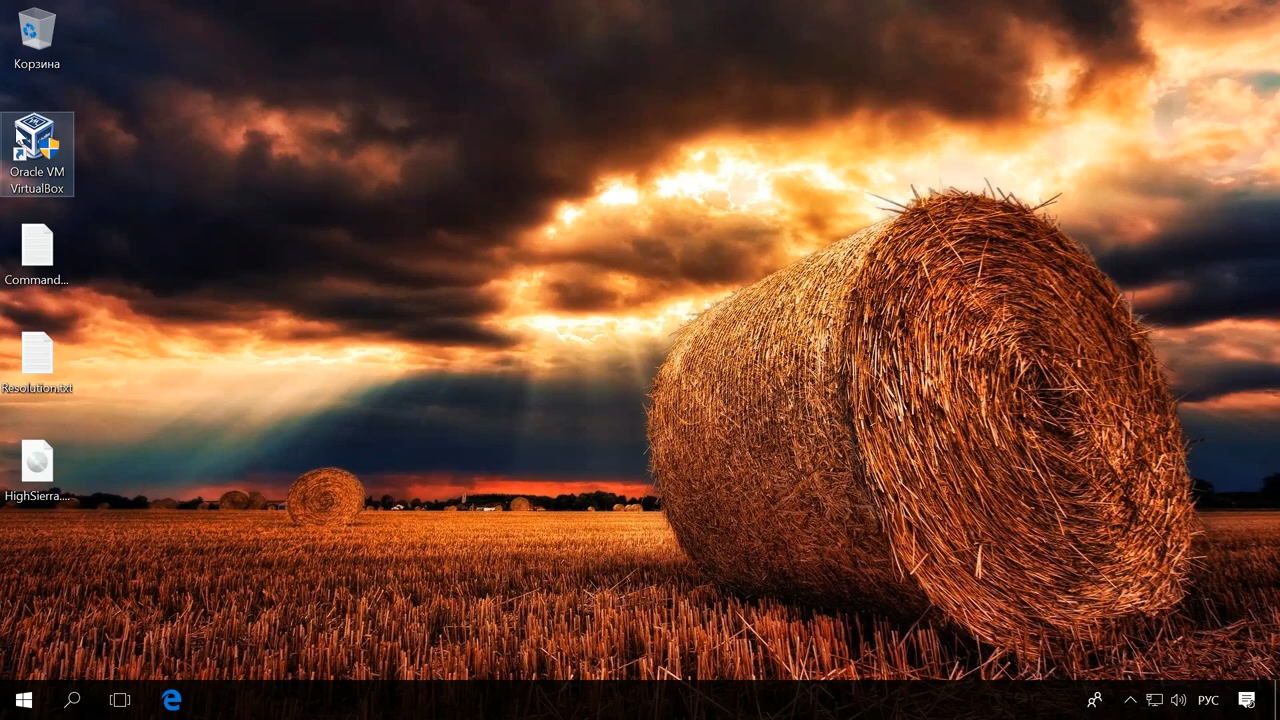 Корзина
Oracle VM
VirtualBox
Command...
Resolution.txt
HighSierra....
РУС